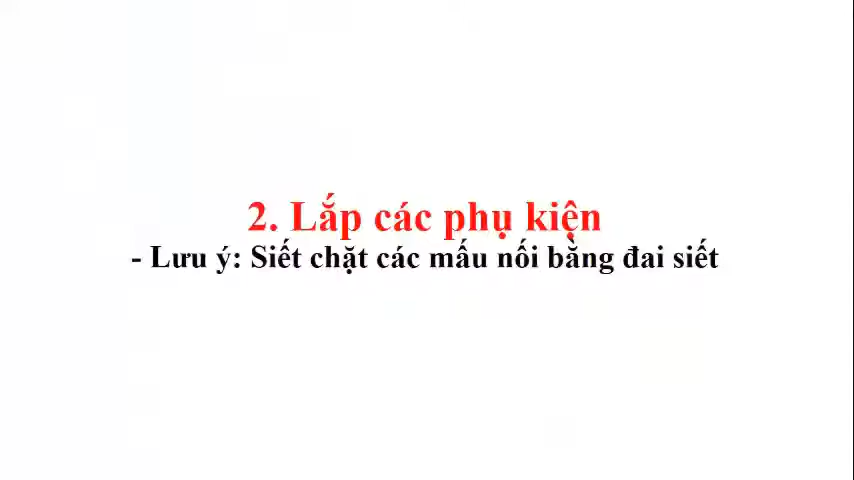 2. Lắp các phụ kiện
- Lưu ý: Siết chặt các mấu nối bằng đai siết